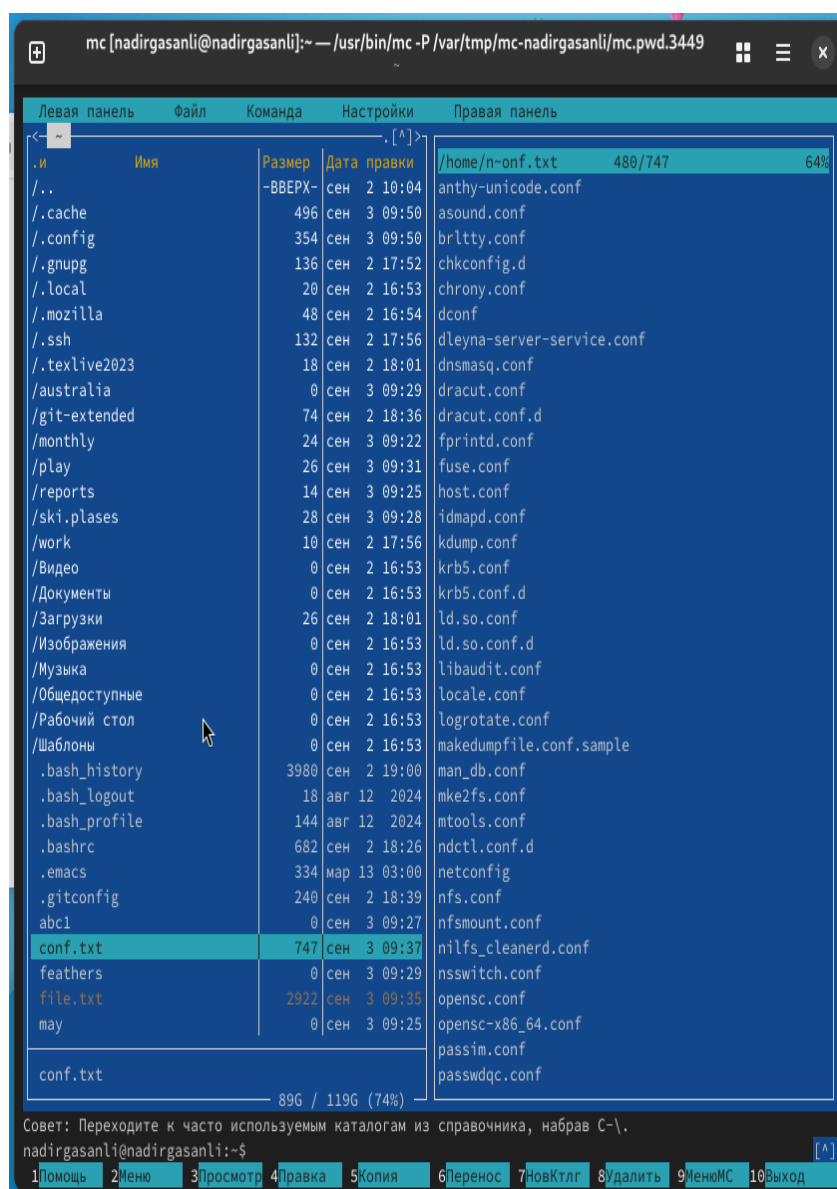 mc [nadirgasanli@nadirgasanli]:~ — /usr/bin/mc -P /var/tmp/mc-nadirgasanli/mc.pwd.3449
~
Левая панель Файл Команда Настройки Правая панель
<─ ~ .[^]>
.и Имя Размер Дата правки
/.. -ВВЕРХ- сен 2 10:04
/.cache 496 сен 3 09:50
/.config 354 сен 3 09:50
/.gnupg 136 сен 2 17:52
/.local 20 сен 2 16:53
/.mozilla 48 сен 2 16:54
/.ssh 132 сен 2 17:56
/.texlive2023 18 сен 2 18:01
/australia 0 сен 3 09:29
/git-extended 74 сен 2 18:36
/monthly 24 сен 3 09:22
/play 26 сен 3 09:31
/reports 14 сен 3 09:25
/ski.plases 28 сен 3 09:28
/work 10 сен 2 17:56
/Видео 0 сен 2 16:53
/Документы 0 сен 2 16:53
/Загрузки 26 сен 2 18:01
/Изображения 0 сен 2 16:53
/Музыка 0 сен 2 16:53
/Общедоступные 0 сен 2 16:53
/Рабочий стол 0 сен 2 16:53
/Шаблоны 0 сен 2 16:53
.bash_history 3980 сен 2 19:00
.bash_logout 18 авг 12 2024
.bash_profile 144 авг 12 2024
.bashrc 682 сен 2 18:26
.emacs 334 мар 13 03:00
.gitconfig 240 сен 2 18:39
abc1 0 сен 3 09:27
conf.txt 747 сен 3 09:37
feathers 0 сен 3 09:29
file.txt 2922 сен 3 09:35
may 0 сен 3 09:25
conf.txt
89G / 119G (74%)
/home/n~onf.txt 480/747 64%
anthy-unicode.conf
asound.conf
brltty.conf
chkconfig.d
chrony.conf
dconf
dleyna-server-service.conf
dnsmasq.conf
dracut.conf
dracut.conf.d
fprintd.conf
fuse.conf
host.conf
idmapd.conf
kdump.conf
krb5.conf
krb5.conf.d
ld.so.conf
ld.so.conf.d
libaudit.conf
locale.conf
logrotate.conf
makedumpfile.conf.sample
man_db.conf
mke2fs.conf
mtools.conf
ndctl.conf.d
netconfig
nfs.conf
nfsmount.conf
nilfs_cleanerd.conf
nsswitch.conf
opensc.conf
opensc-x86_64.conf
passim.conf
passwdqc.conf
Совет: Переходите к часто используемым каталогам из справочника, набрав C-\.
nadirgasanli@nadirgasanli:~$ [^]
1Помощь 2Меню 3Просмотр 4Правка 5Копия 6Перенос 7НовКтлг 8Удалить 9МенюMC 10Выход